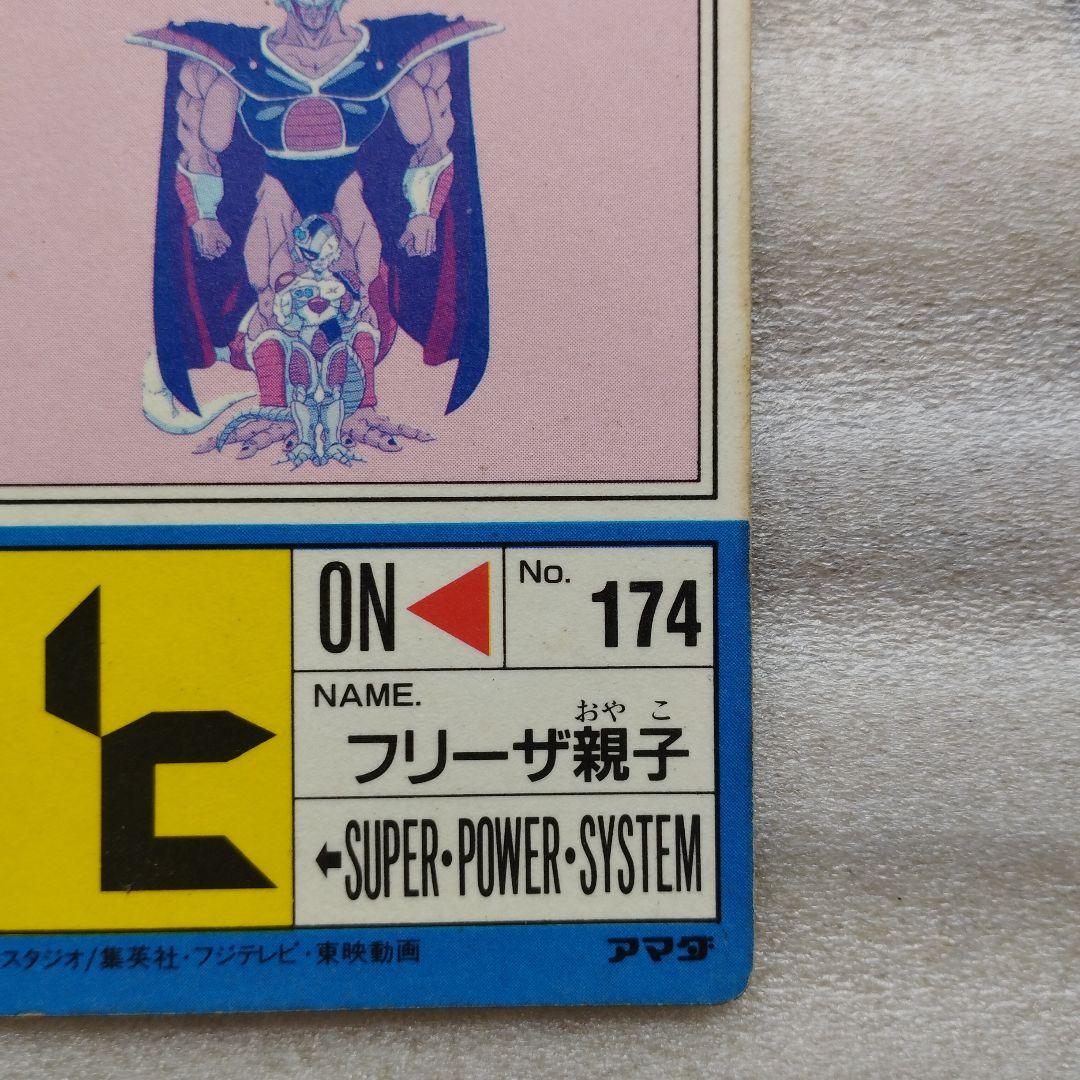 ON
No.
174
NAME.
おや こ
フリーザ親子
←SUPER・POWER・SYSTEM
スタジオ/集英社・フジテレビ・東映動画
アマダ